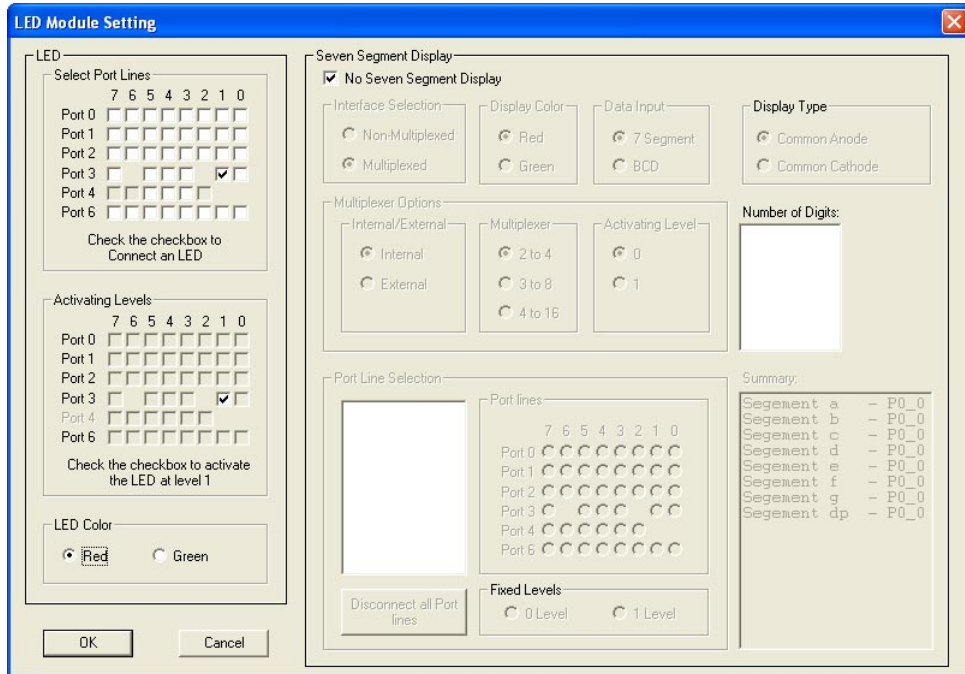 LED Module Setting
LED
Select Port Lines
7 6 5 4 3 2 1 0
Port 0
Port 1
Port 2
Port 3
Port 4
Port 6
Check the checkbox to
Connect an LED
Activating Levels
7 6 5 4 3 2 1 0
Port 0
Port 1
Port 2
Port 3
Port 4
Port 6
Check the checkbox to activate
the LED at level 1
LED Color
Red
Green
OK
Cancel
Seven Segment Display
No Seven Segment Display
Interface Selection
Non-Multiplexed
Multiplexed
Display Color
Red
Green
Data Input
7 Segment
BCD
Display Type
Common Anode
Common Cathode
Multiplexer Options
Internal/External
Internal
External
Multiplexer
2 to 4
3 to 8
4 to 16
Activating Level
0
1
Number of Digits:
Port Line Selection
Port lines
7 6 5 4 3 2 1 0
Port 0
Port 1
Port 2
Port 3
Port 4
Port 6
Disconnect all Port
lines
Fixed Levels
0 Level
1 Level
Summary:
Segement a - P0_0
Segement b - P0_0
Segement c - P0_0
Segement d - P0_0
Segement e - P0_0
Segement f - P0_0
Segement g - P0_0
Segement dp - P0_0